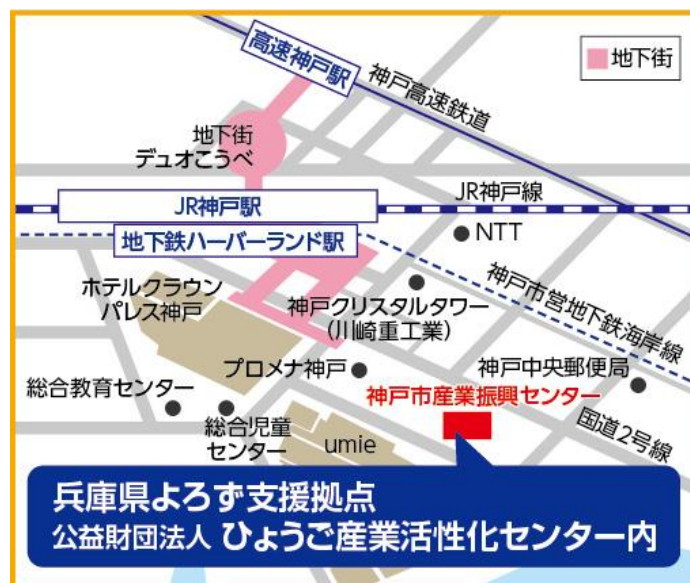 高速神戸駅
地下街
神戸高速鉄道
地下街
デュオこうべ
JR神戸線
JR神戸駅
地下鉄ハーバーランド駅
NTT
神戸市営地下鉄海岸線
ホテルクラウン
パレス神戸
神戸クリスタルタワー
(川崎重工業)
プロメナ神戸
神戸中央郵便局
総合教育センター
神戸市産業振興センター
国道2号線
総合児童
センター
umie
兵庫県よろず支援拠点
公益財団法人 ひょうご産業活性化センター内